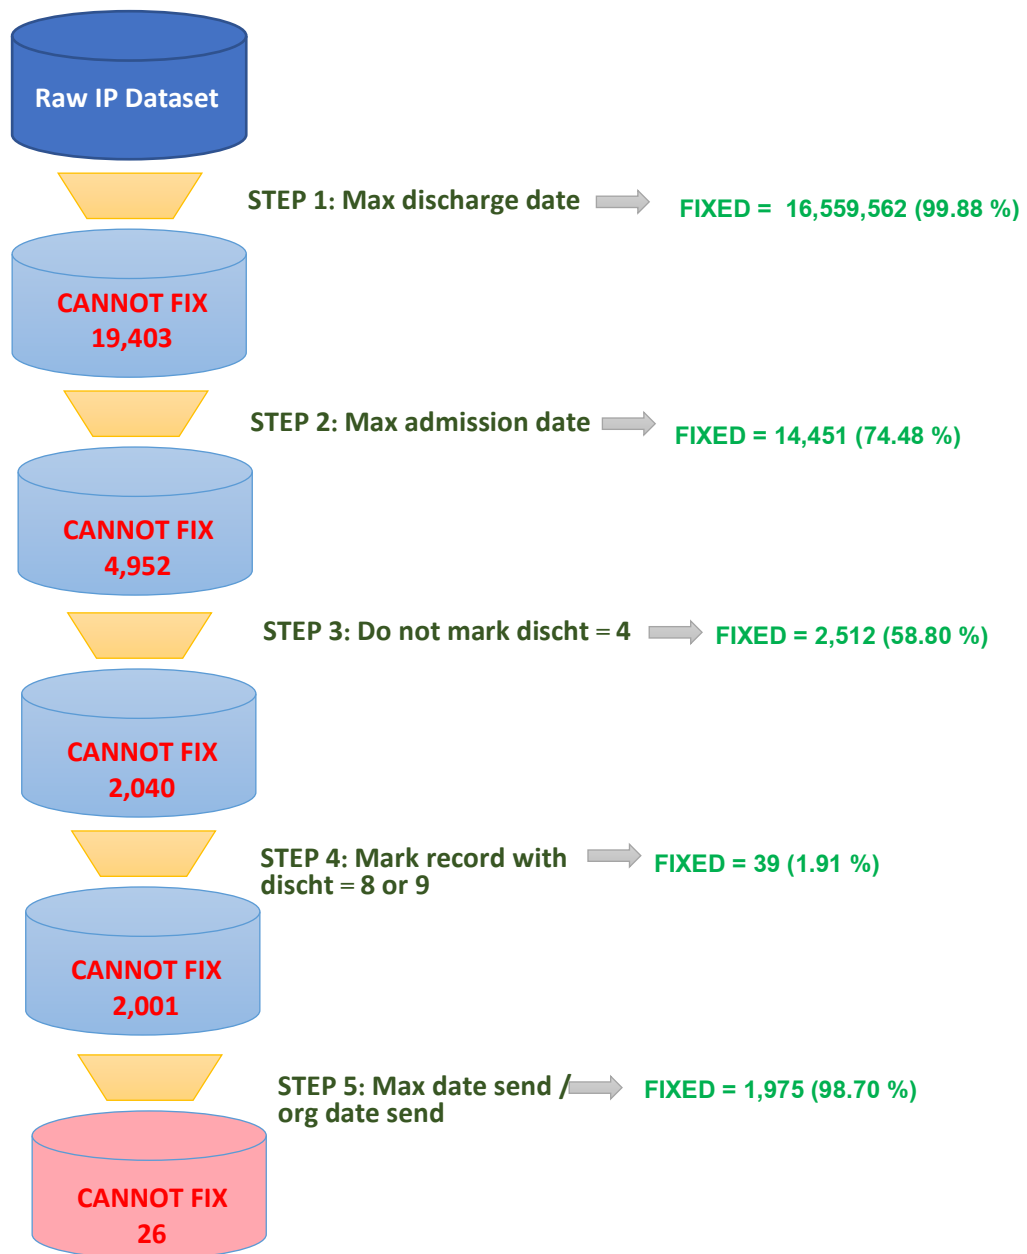 Raw IP Dataset
STEP 1: Max discharge date
FIXED =  16,559,562 (99.88 %)
CANNOT FIX
19,403
STEP 2: Max admission date
FIXED = 14,451 (74.48 %)
CANNOT FIX
4,952
STEP 3: Do not mark discht = 4
FIXED = 2,512 (58.80 %)
CANNOT FIX
2,040
STEP 4: Mark record with
discht = 8 or 9
FIXED = 39 (1.91 %)
CANNOT FIX
2,001
STEP 5: Max date send /
org date send
FIXED = 1,975 (98.70 %)
CANNOT FIX
26